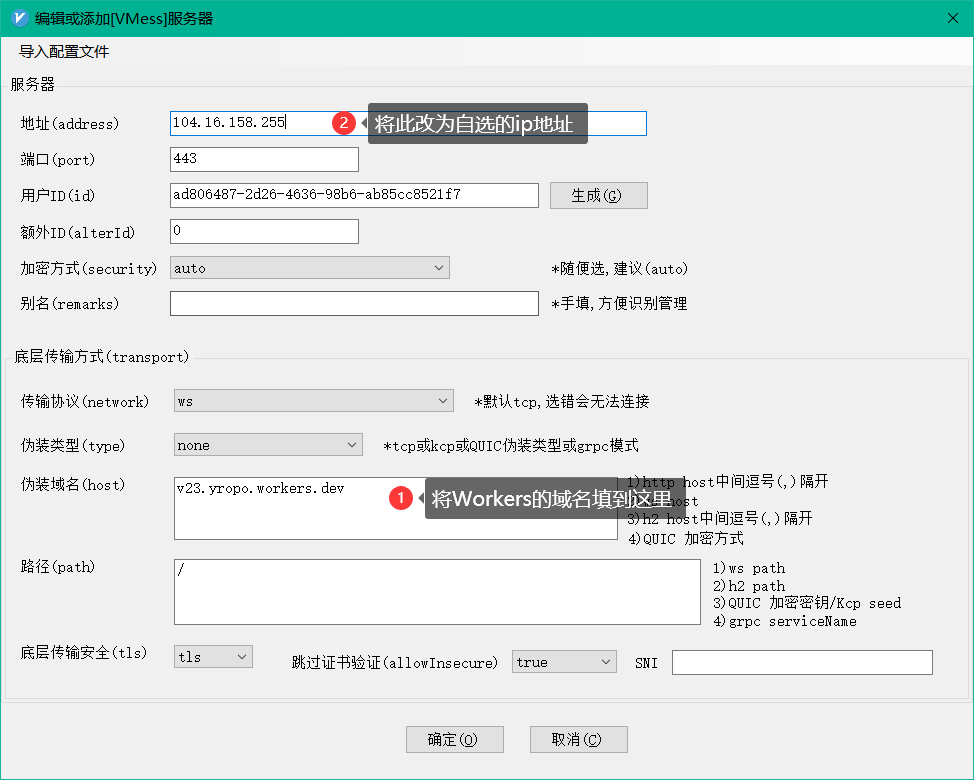 编辑或添加[VMess]服务器
导入配置文件
服务器
地址(address) 104.16.158.255 2 将此改为自选的ip地址
端口(port) 443
用户ID(id) ad806487-2d26-4636-98b6-ab85cc8521f7 生成(G)
额外ID(alterId) 0
加密方式(security) auto *随便选,建议(auto)
别名(remarks) *手填,方便识别管理
底层传输方式(transport)
传输协议(network) ws *默认tcp,选错会无法连接
伪装类型(type) none *tcp或kcp或QUIC伪装类型或grpc模式
伪装域名(host) v23.yropo.workers.dev 1 将Workers的域名填到这里
1)http host中间逗号(,)隔开
host
3)h2 host中间逗号(,)隔开
4)QUIC 加密方式
路径(path) /
1)ws path
2)h2 path
3)QUIC 加密密钥/Kcp seed
4)grpc serviceName
底层传输安全(tls) tls 跳过证书验证(allowInsecure) true SNI
确定(O) 取消(C)